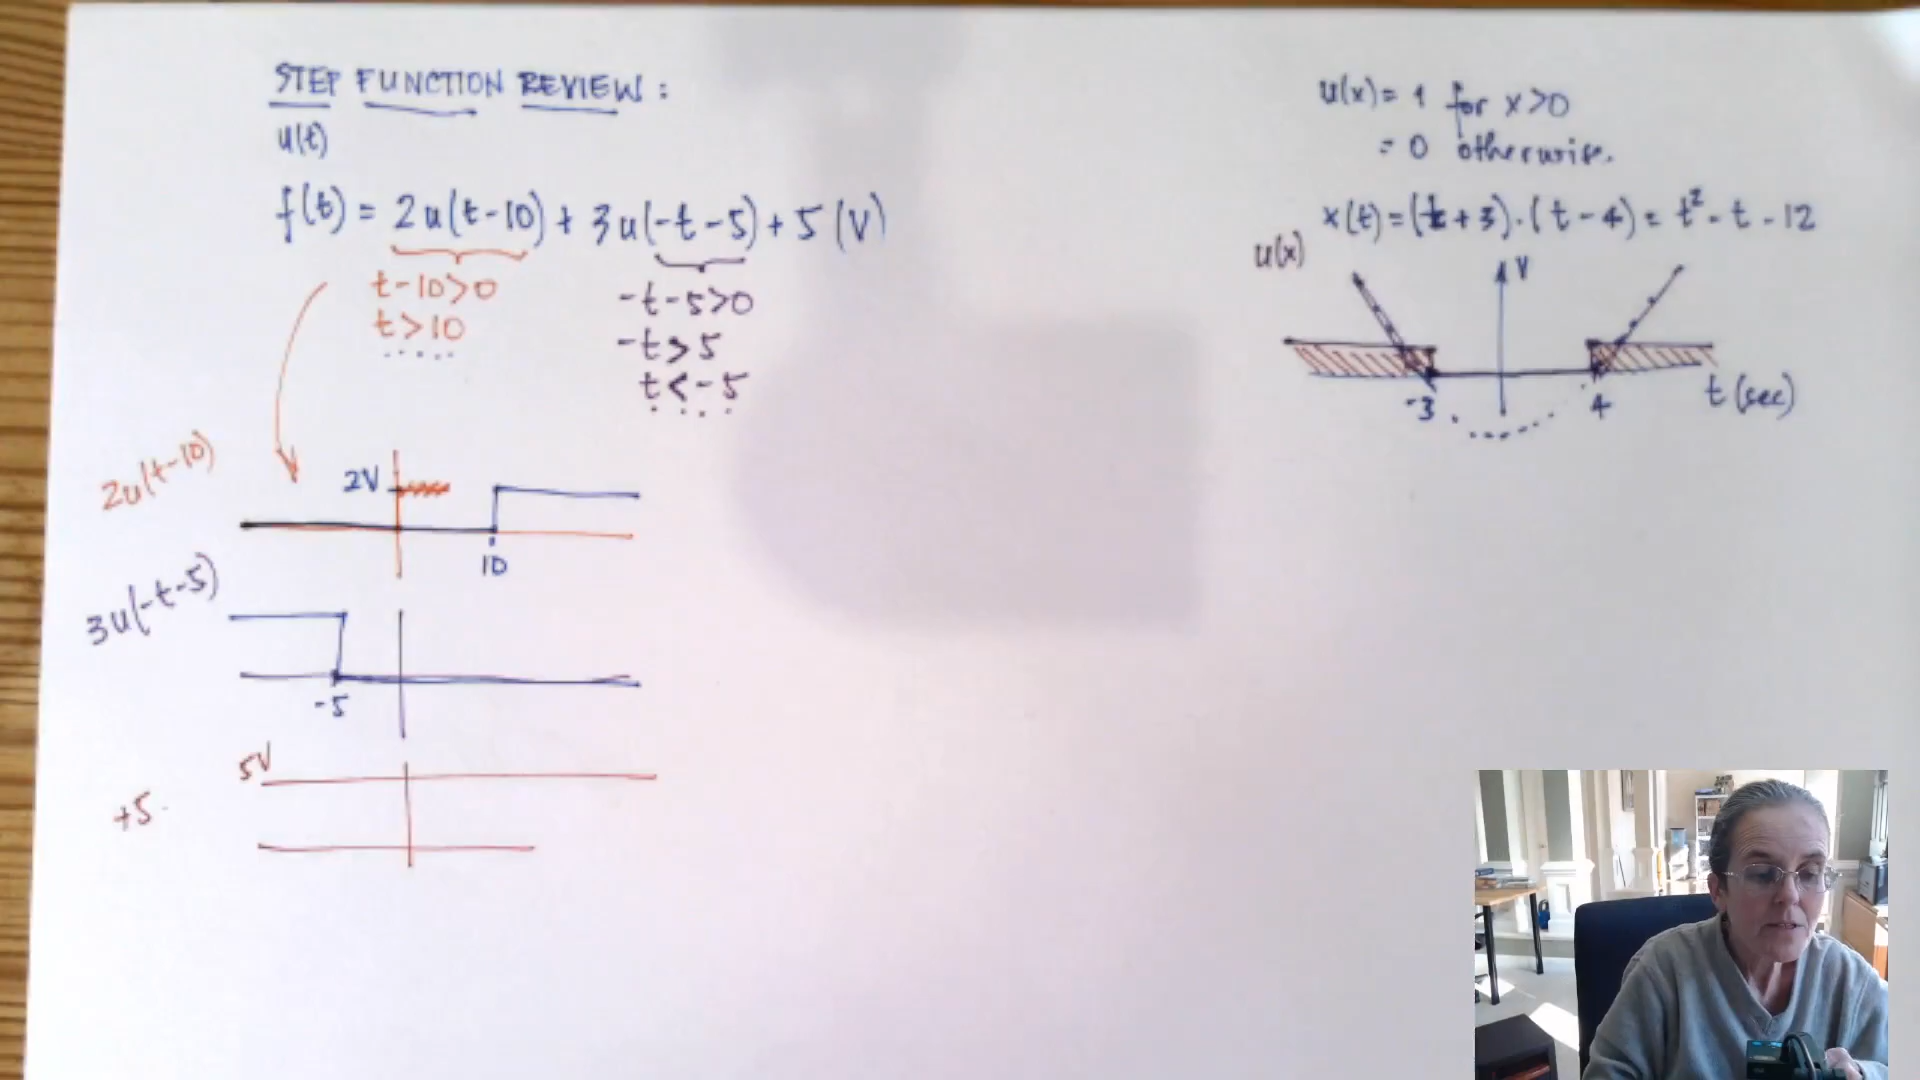 STEP FUNCTION REVIEW:
u(t)
f(t) = 2u(t-10) + 3u(-t-5) + 5 (V)
t-10>0
t>10
-t-5>0
-t>5
t<-5
2u(t-10)
2V
10
3u(-t-5)
-5
5V
+5
u(x) = 1 for x>0
= 0 otherwise.
x(t) = (t+3)·(t-4) = t² - t - 12
u(x)
V
-3
4
t (sec)